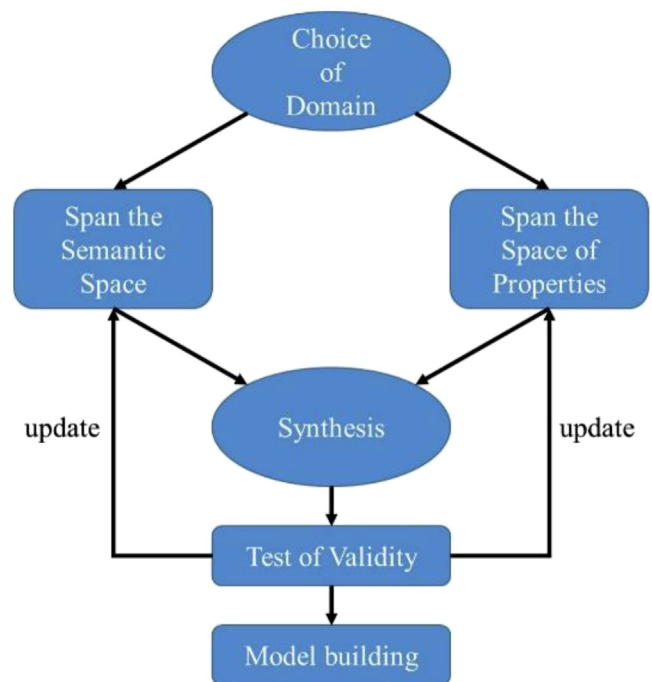 Choice
of
Domain
Span the
Semantic
Space
Span the
Space of
Properties
update
Synthesis
update
Test of Validity
Model building